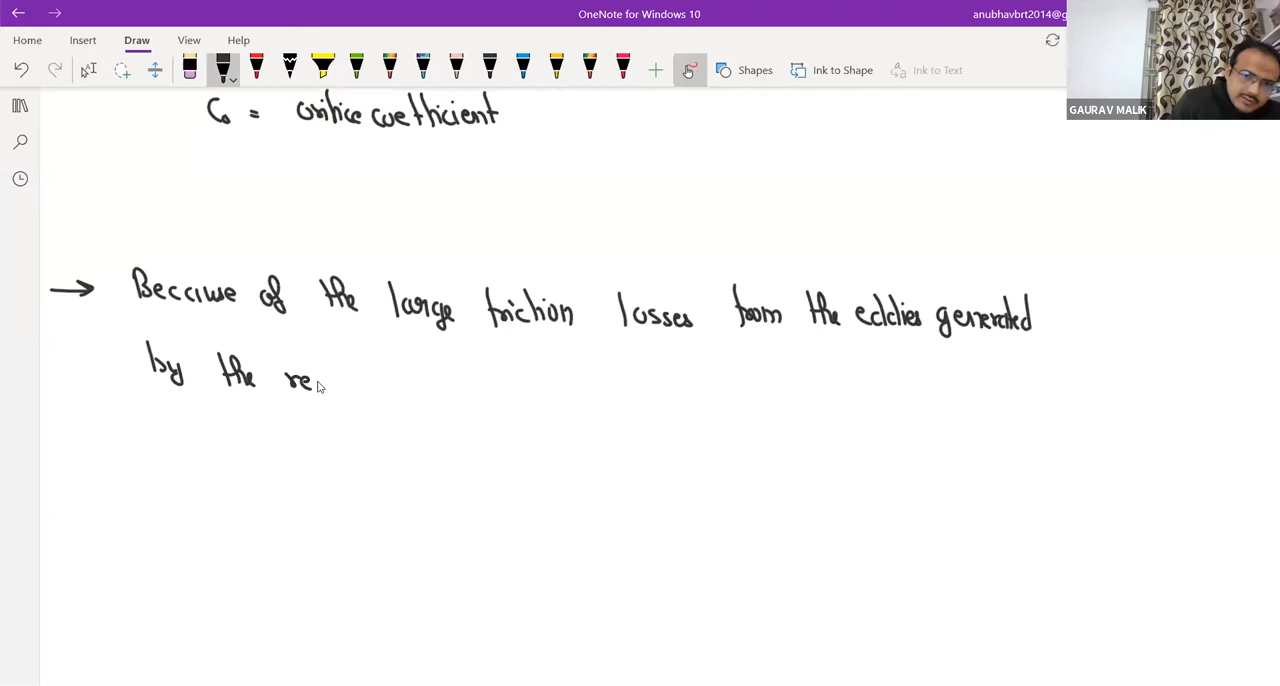 OneNote for Windows 10
anubhavbrt2014@g
Home Insert Draw View Help
Shapes Ink to Shape Ink to Text
GAURAV MALIK
C₀ = orifice coefficient
→ Because of the large friction losses from the eddies generated
by the re